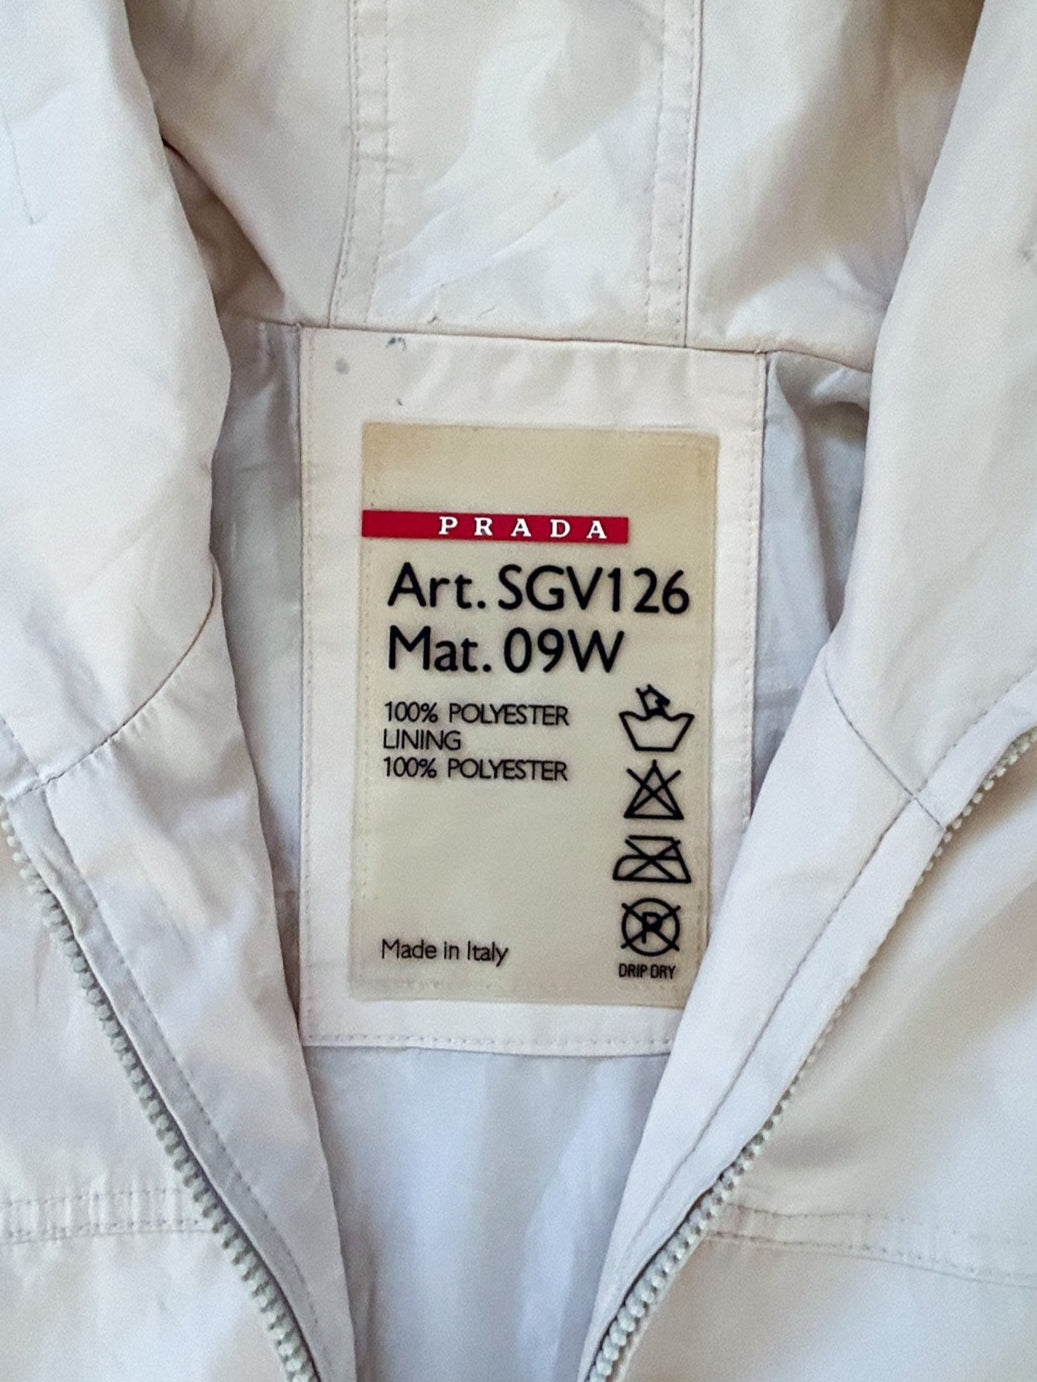 PRADA
Art. SGV126
Mat. 09W
100% POLYESTER
LINING
100% POLYESTER
P
Made in Italy
DRIP DRY